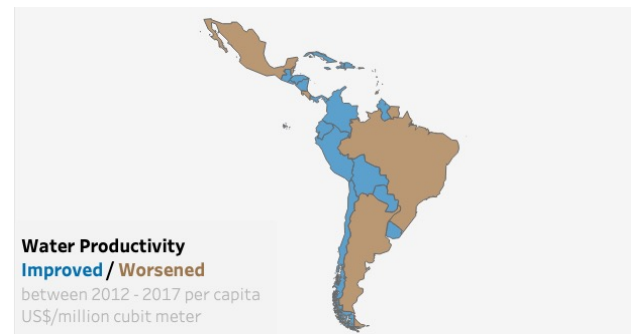 Water Productivity
Improved / Worsened
between 2012 - 2017 per capita
US$/million cubit meter